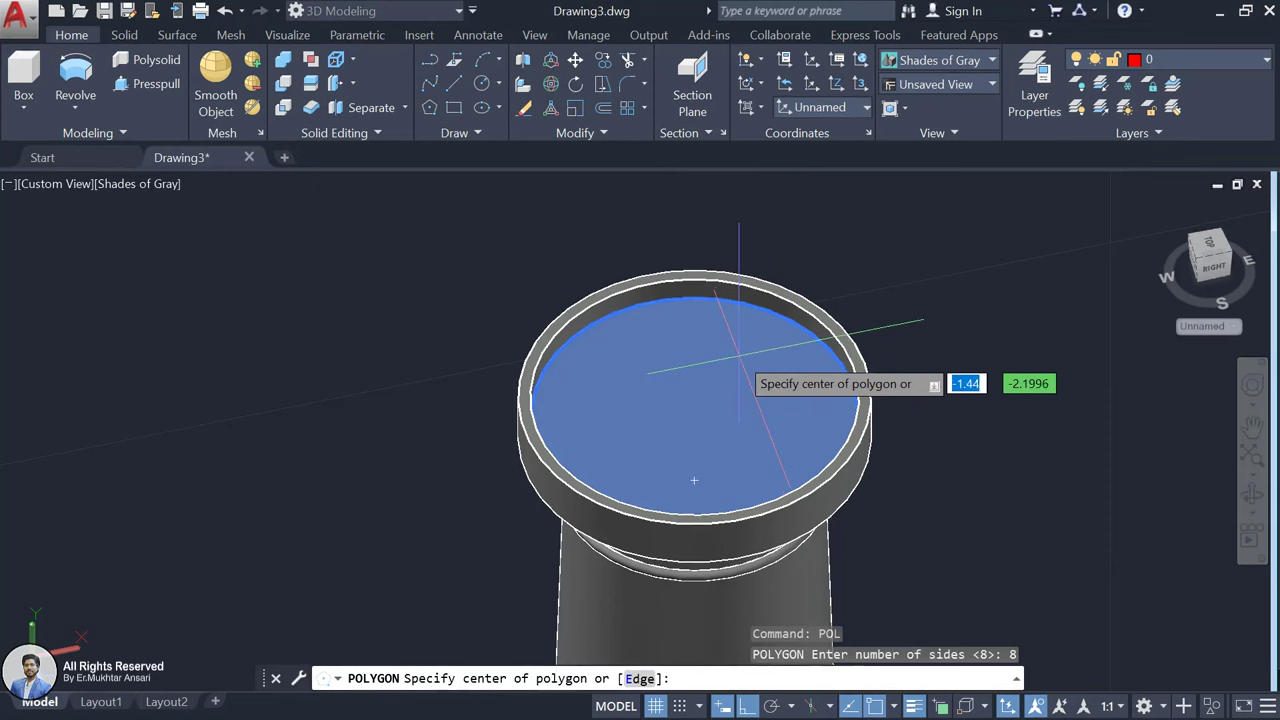 A
3D Modeling
Drawing3.dwg
Type a keyword or phrase
Sign In
?
Home
Solid
Surface
Mesh
Visualize
Parametric
Insert
Annotate
View
Manage
Output
Add-ins
Collaborate
Express Tools
Featured Apps
Box
Revolve
Polysolid
Presspull
Smooth
Object
Separate
Section
Plane
Unnamed
Shades of Gray
Unsaved View
Layer
Properties
0
Modeling
Mesh
Solid Editing
Draw
Modify
Section
Coordinates
View
Layers
Start
Drawing3*
[−][Custom View][Shades of Gray]
TOP
RIGHT
W
E
S
Unnamed
Specify center of polygon or
-1.44
-2.1996
Y
X
Command: POL
POLYGON Enter number of sides <8>: 8
All Rights Reserved
By Er.Mukhtar Ansari
POLYGON Specify center of polygon or [Edge]:
Model
Layout1
Layout2
MODEL
1:1